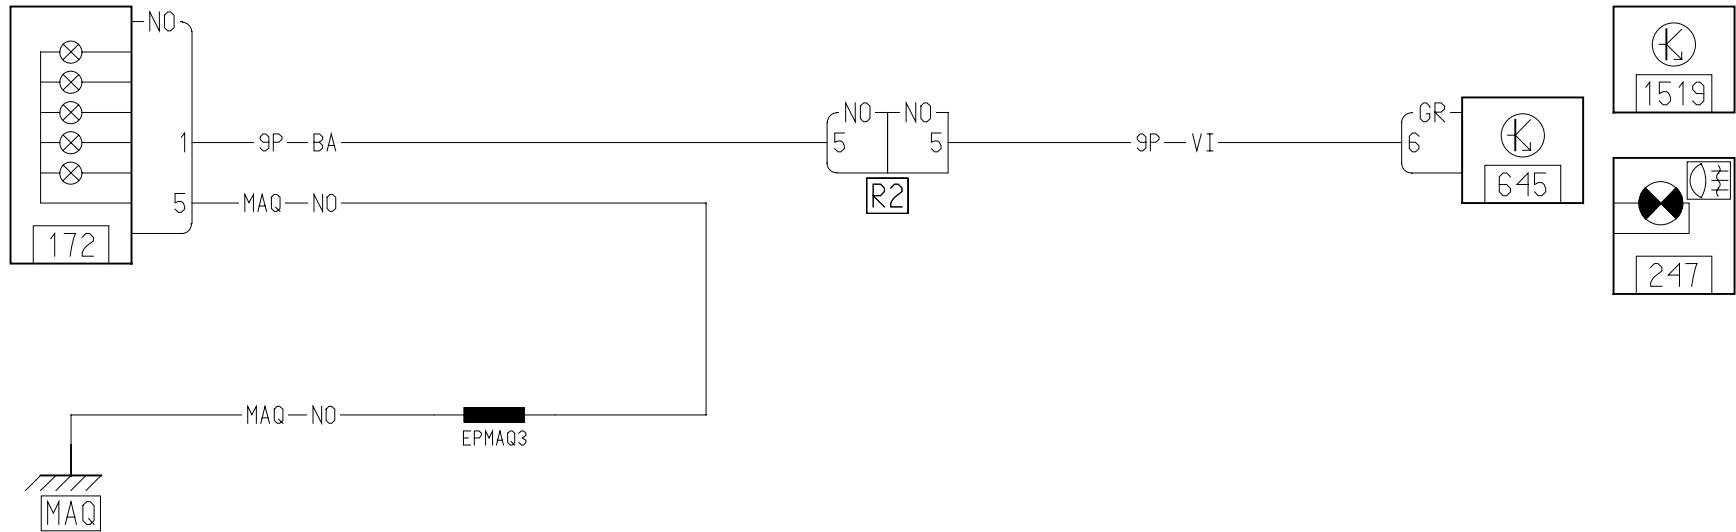 NO
1519
NO NO
GR
1 9P BA 5 5 9P VI 6
645
R2
5 MAQ NO
172
247
MAQ NO
EPMAQ3
MAQ